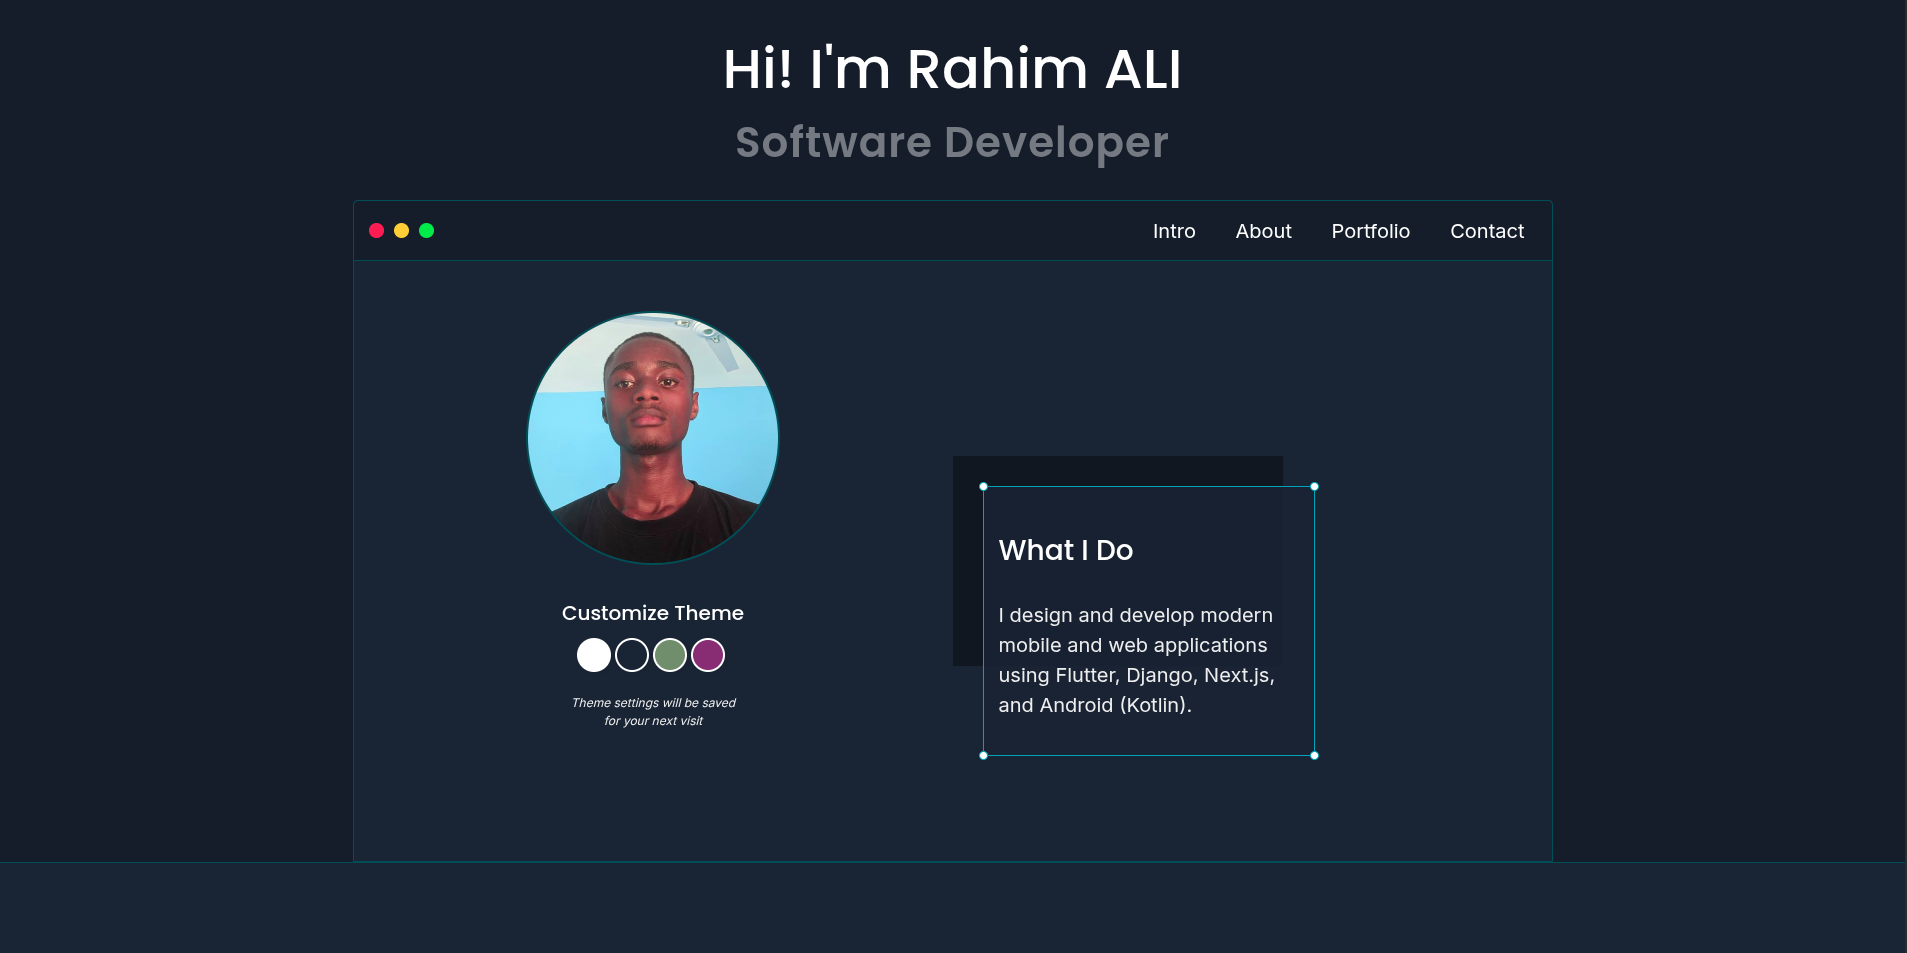 Hi! I'm Rahim ALI
Software Developer
Intro About Portfolio Contact
Customize Theme
Theme settings will be saved
for your next visit
What I Do
I design and develop modern
mobile and web applications
using Flutter, Django, Next.js,
and Android (Kotlin).